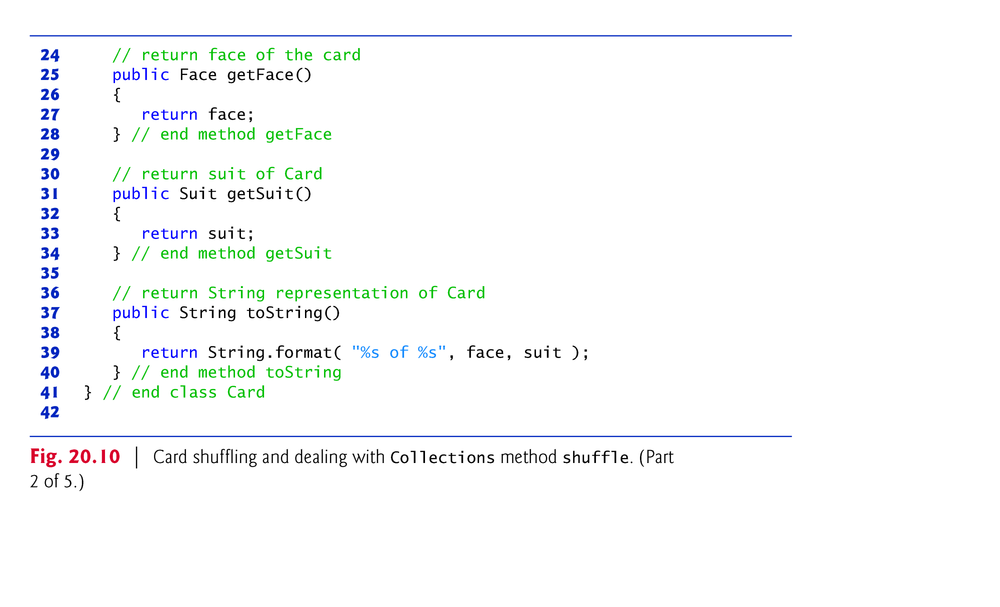 24 // return face of the card
25 public Face getFace()
26 {
27 return face;
28 } // end method getFace
29
30 // return suit of Card
31 public Suit getSuit()
32 {
33 return suit;
34 } // end method getSuit
35
36 // return String representation of Card
37 public String toString()
38 {
39 return String.format( "%s of %s", face, suit );
40 } // end method toString
41 } // end class Card
42
Fig. 20.10 | Card shuffling and dealing with Collections method shuffle. (Part
2 of 5.)